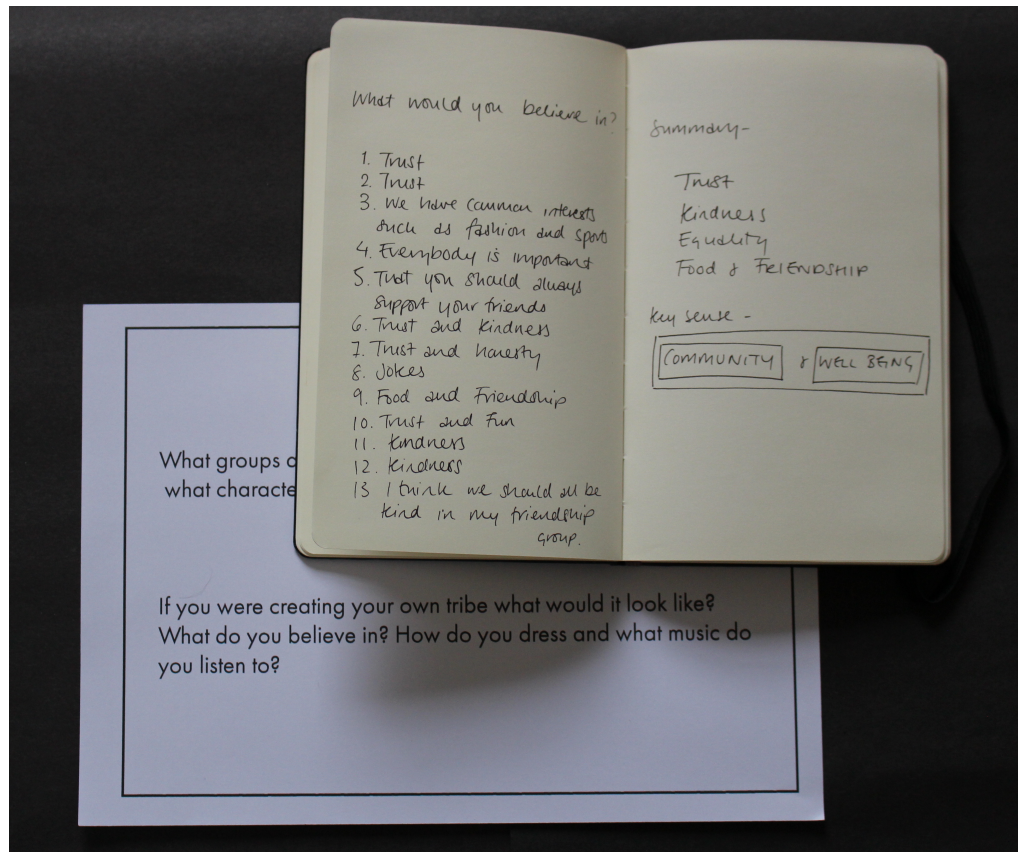 What would you believe in?
1. Trust
2. Trust
3. We have common interests
such as fashion and sports
4. Everybody is important
5. That you should always
support your friends
6. Trust and kindness
7. Trust and honesty
8. Jokes
9. Food and Friendship
10. Trust and Fun
11. kindness
12. kindness
13 I think we should all be
kind in my friendship
group.
Summary-
Trust
kindness
Equality
Food & FRIENDSHIP
key sense -
COMMUNITY & WELL BEING
What groups
what characte
If you were creating your own tribe what would it look like?
What do you believe in? How do you dress and what music do
you listen to?